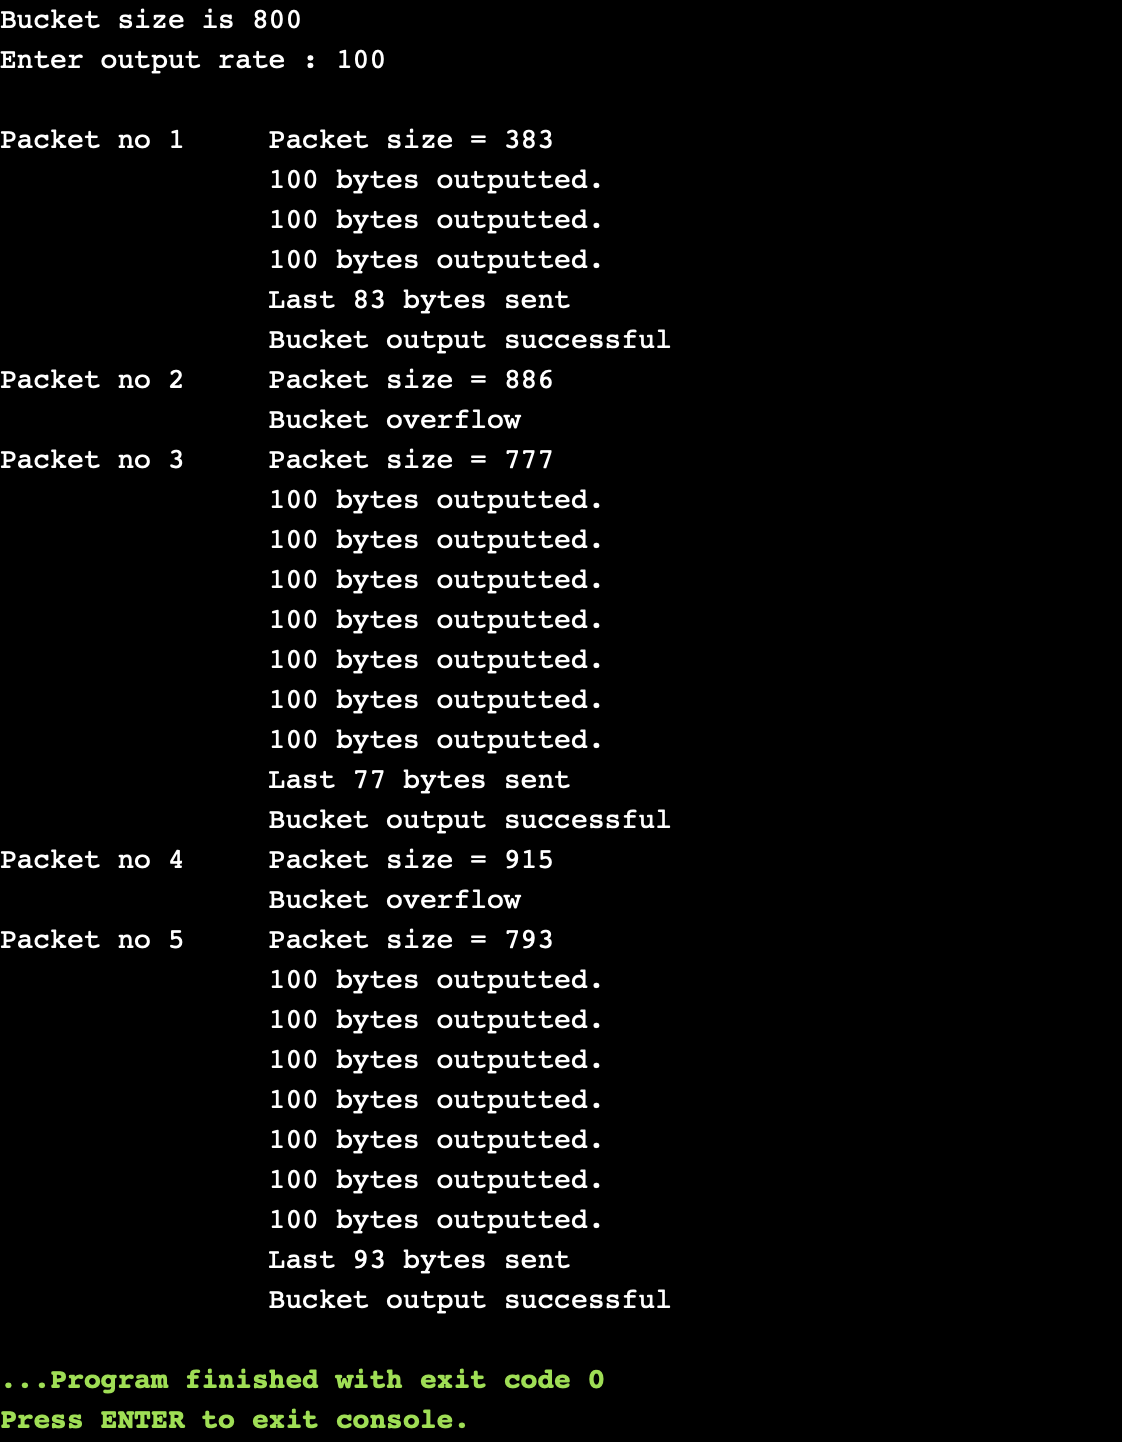 Bucket size is 800
Enter output rate : 100
Packet no 1     Packet size = 383
100 bytes outputted.
100 bytes outputted.
100 bytes outputted.
Last 83 bytes sent
Bucket output successful
Packet no 2     Packet size = 886
Bucket overflow
Packet no 3     Packet size = 777
100 bytes outputted.
100 bytes outputted.
100 bytes outputted.
100 bytes outputted.
100 bytes outputted.
100 bytes outputted.
100 bytes outputted.
Last 77 bytes sent
Bucket output successful
Packet no 4     Packet size = 915
Bucket overflow
Packet no 5     Packet size = 793
100 bytes outputted.
100 bytes outputted.
100 bytes outputted.
100 bytes outputted.
100 bytes outputted.
100 bytes outputted.
100 bytes outputted.
Last 93 bytes sent
Bucket output successful
...Program finished with exit code 0
Press ENTER to exit console.